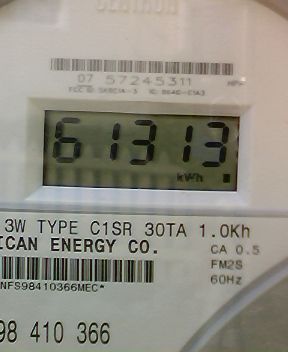 CENTRON
07 57245311
61313
kWh
3W TYPE C1SR 30TA 1.0Kh
ICAN ENERGY CO.
CA 0.5
FM2S
60Hz
NFS98410366MEC*
98 410 366